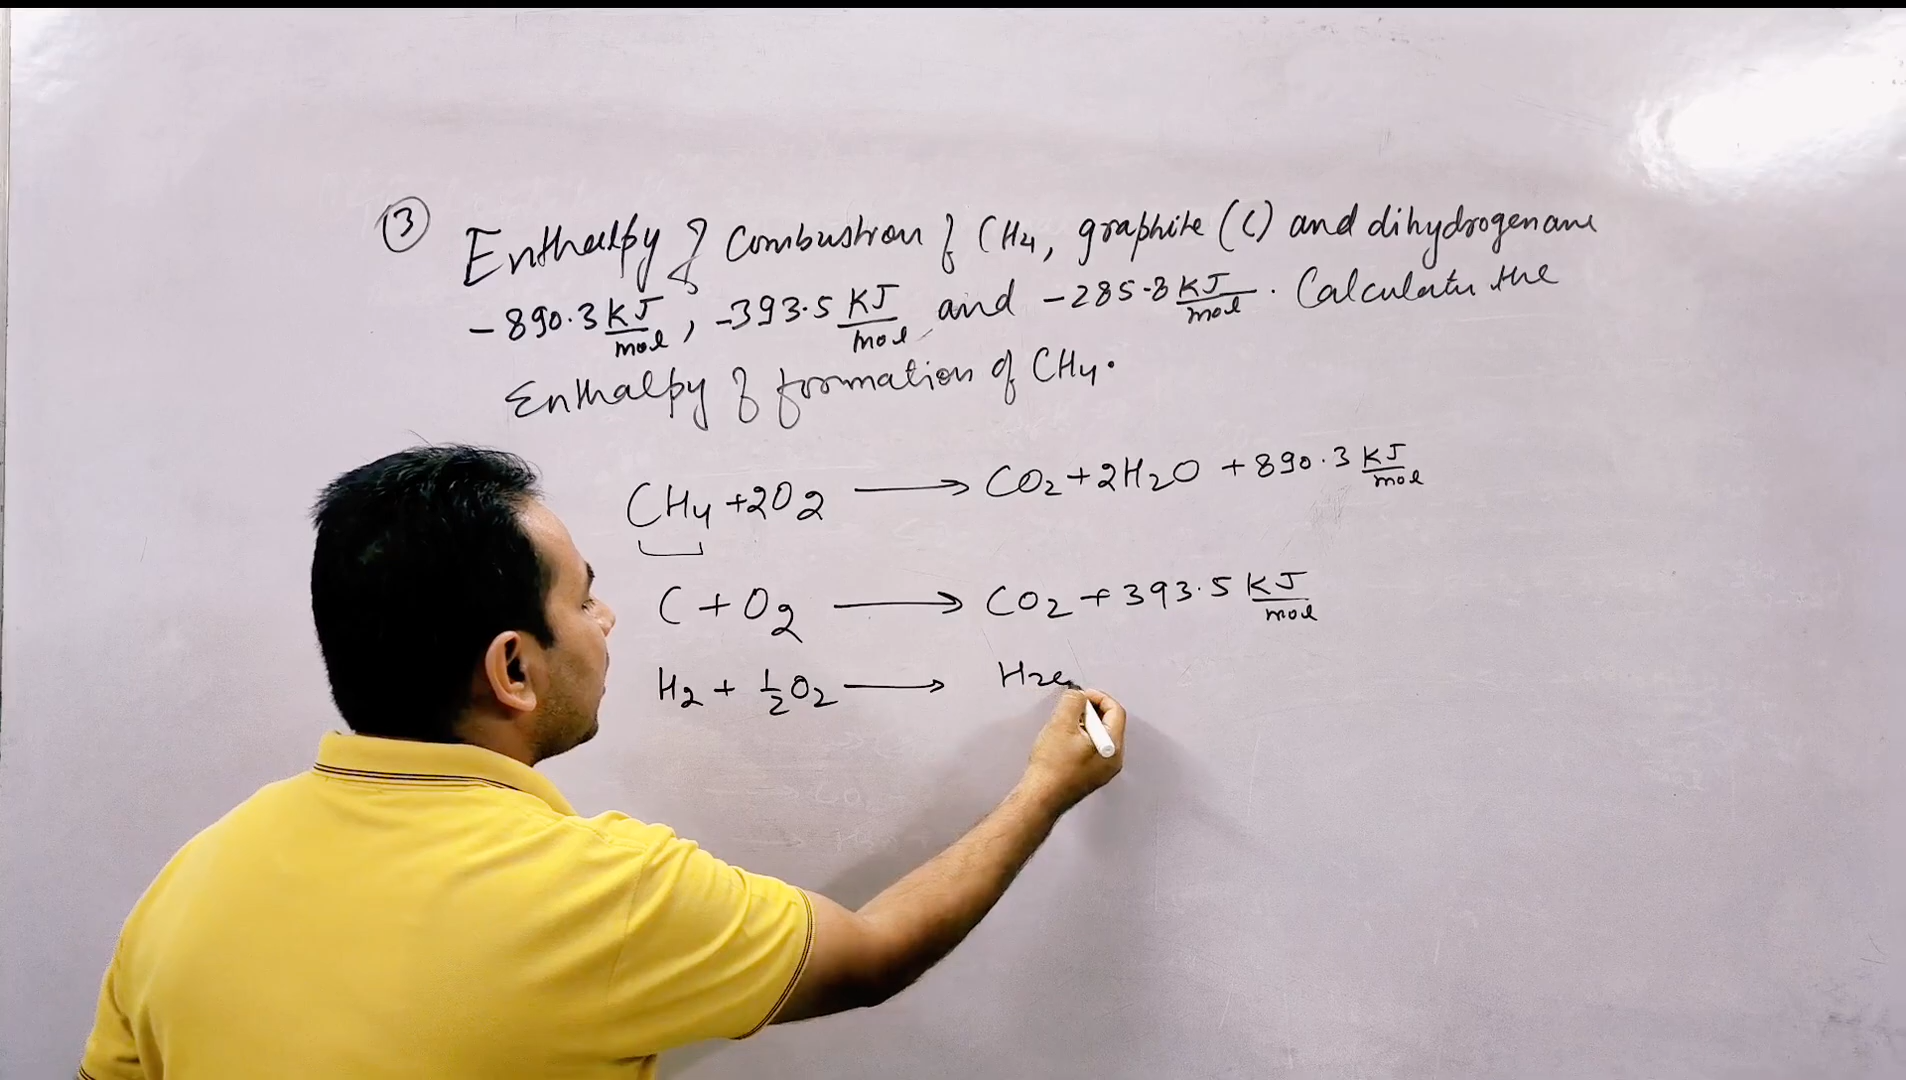 ③ Enthalpy of Combustion of CH₄, graphite (C) and dihydrogen are
-890.3 KJ/mol, -393.5 KJ/mol and -285.8 KJ/mol. Calculate the
Enthalpy of formation of CH₄.
CH₄ + 2O₂ ⟶ CO₂ + 2H₂O + 890.3 KJ/mol
C + O₂ ⟶ CO₂ + 393.5 KJ/mol
H₂ + ½O₂ ⟶ H₂